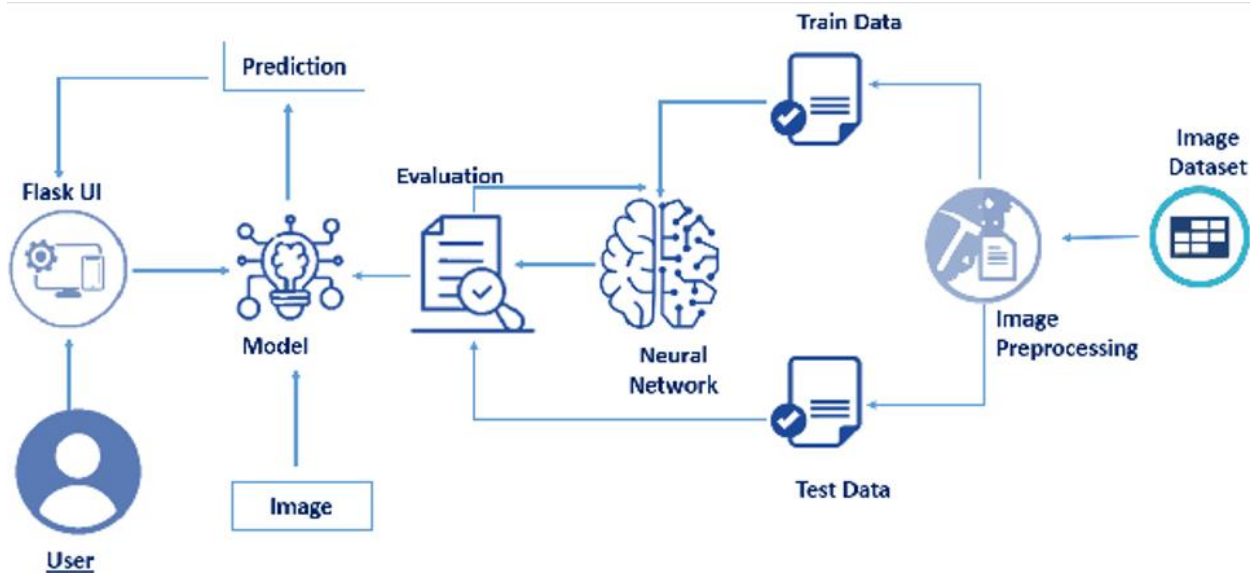 Train Data
Prediction
Image
Dataset
Evaluation
Flask UI
Model
Neural
Network
Image
Preprocessing
Image
Test Data
User